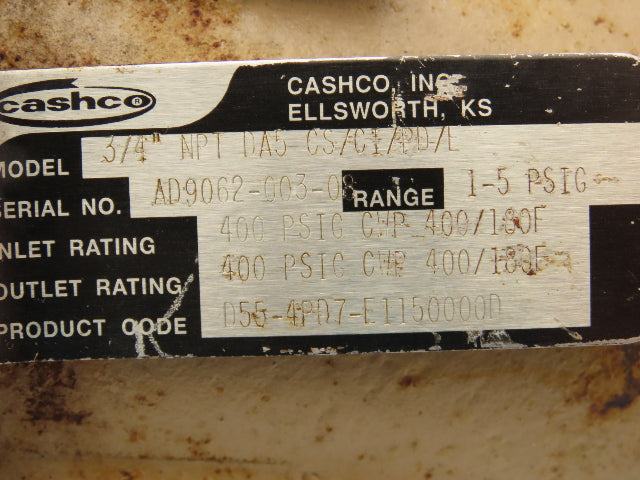 cashco®
CASHCO, INC
ELLSWORTH, KS
MODEL 3/4" NPT DA5 CS/CI/PD/L
SERIAL NO. AD9062-003-08 RANGE 1-5 PSIG
INLET RATING 400 PSIG CWP 400/180F
OUTLET RATING 400 PSIG CWP 400/180F
PRODUCT CODE D55-4PD7-E1150000D